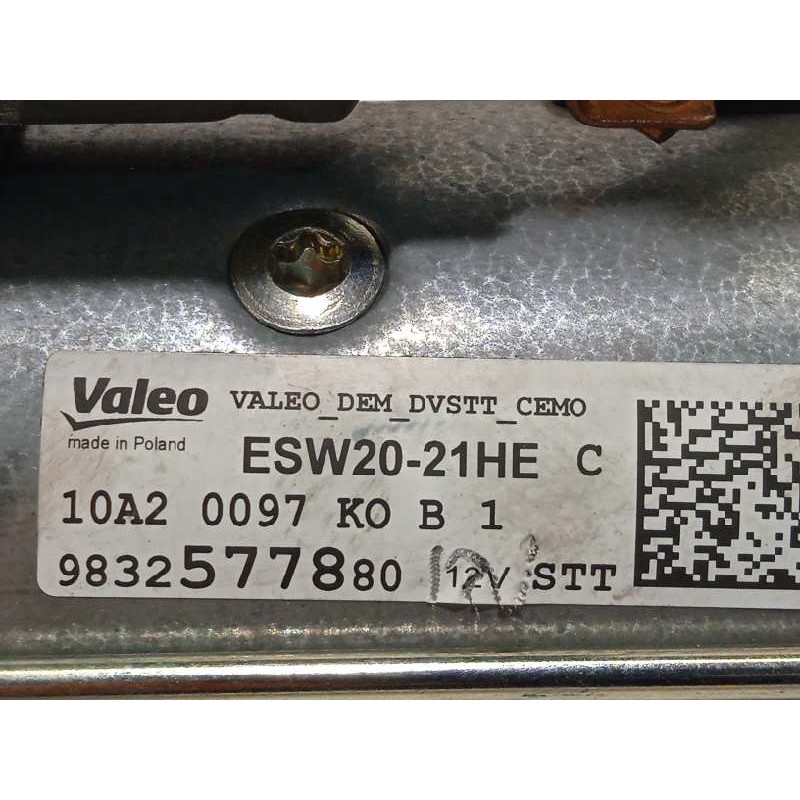 Valeo VALEO_DEM_DVSTT_CEMO
made in Poland
ESW20-21HE C
10A2 0097 KO B 1
9832577880 12V STT